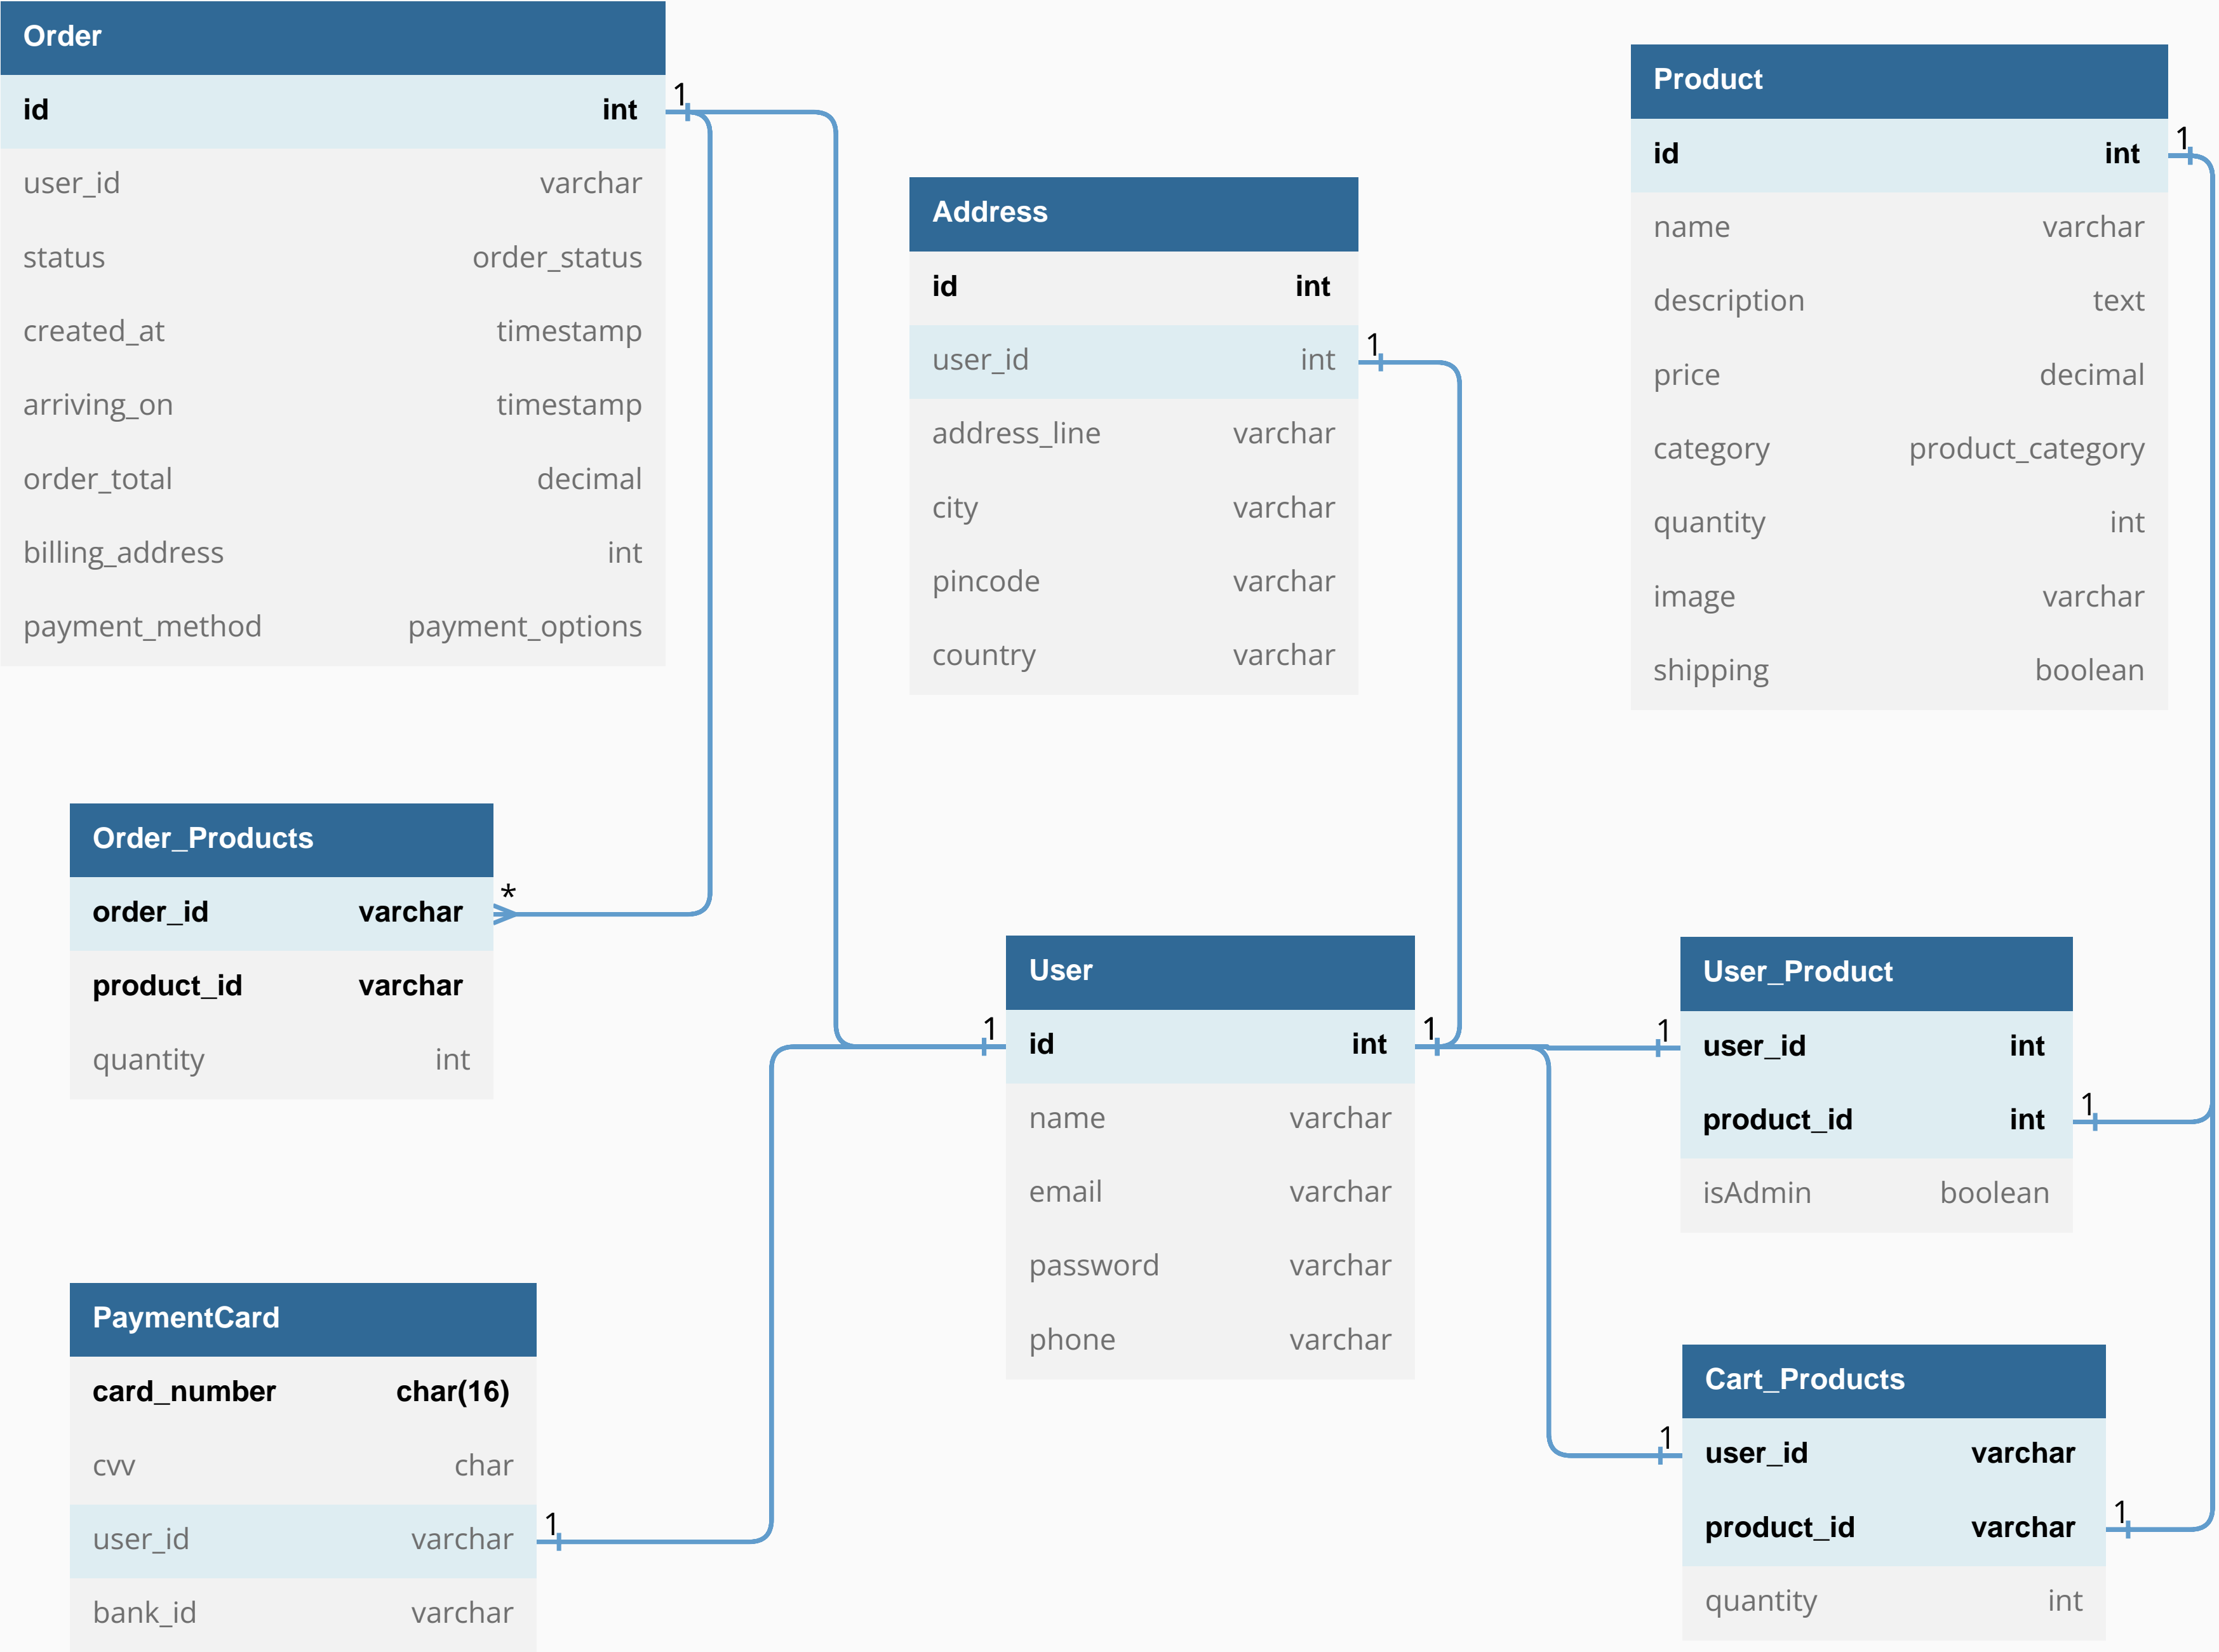 Order
1
id int
user_id varchar
status order_status
created_at timestamp
arriving_on timestamp
order_total decimal
billing_address int
payment_method payment_options
Address
id int
1
user_id int
address_line varchar
city varchar
pincode varchar
country varchar
Product
1
id int
name varchar
description text
price decimal
category product_category
quantity int
image varchar
shipping boolean
Order_Products
*
order_id varchar
product_id varchar
quantity int
User
1
1
id int
name varchar
email varchar
password varchar
phone varchar
User_Product
1
user_id int
1
product_id int
isAdmin boolean
PaymentCard
card_number char(16)
cvv char
1
user_id varchar
bank_id varchar
Cart_Products
1
user_id varchar
1
product_id varchar
quantity int